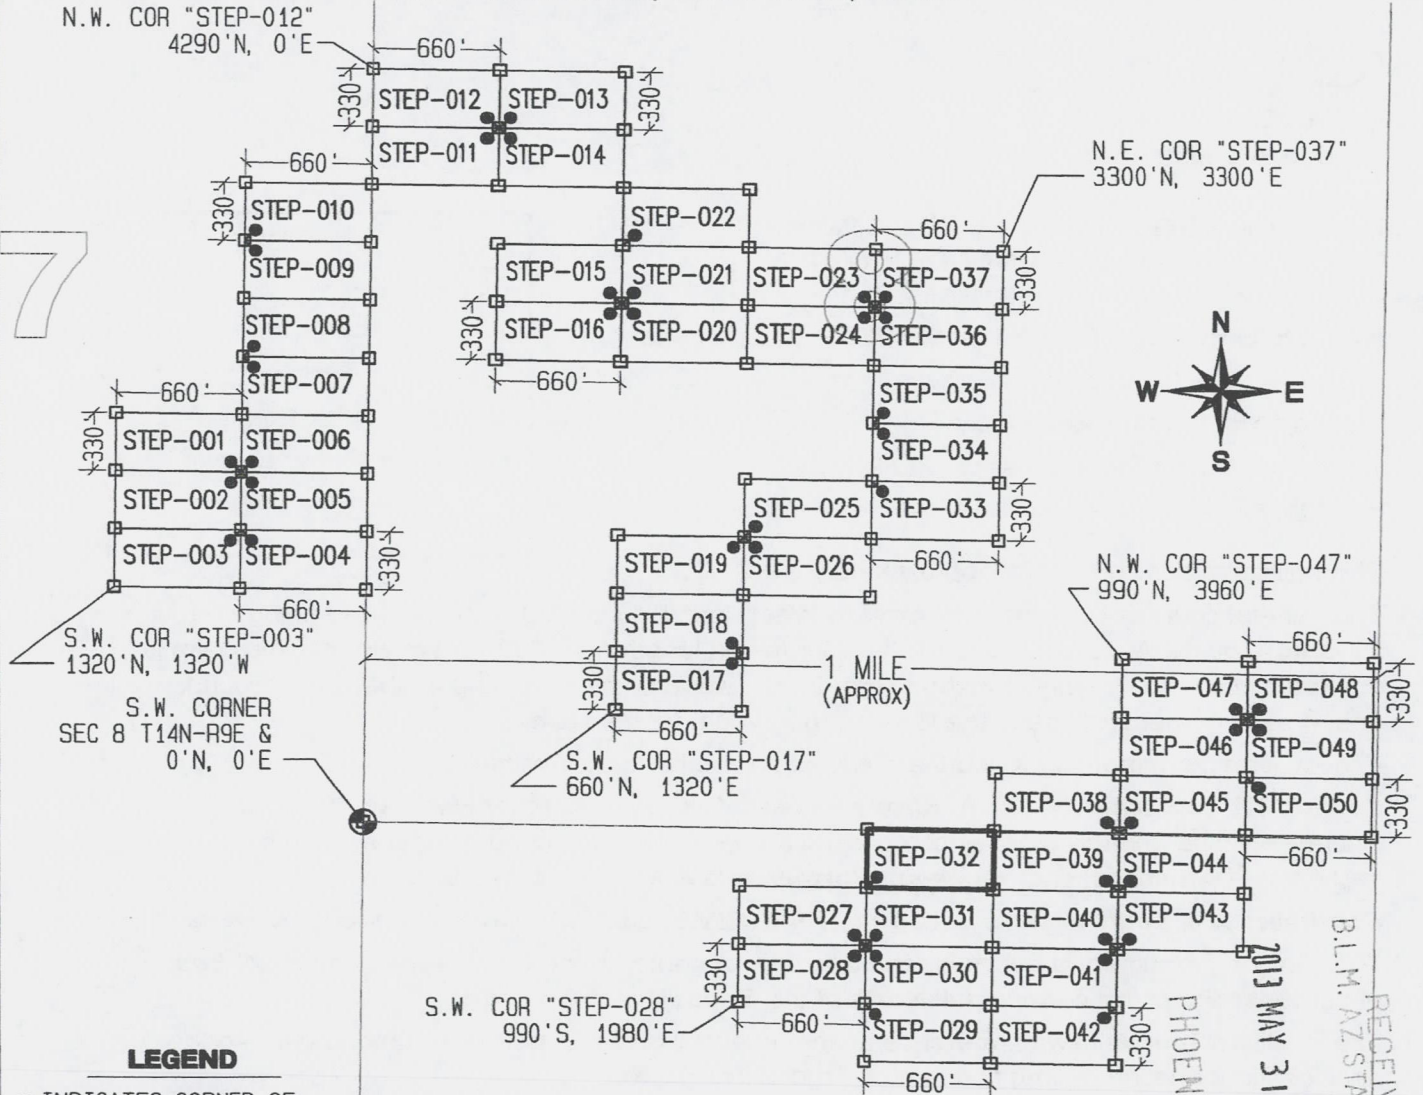 N.W. COR "STEP-012"
4290'N, 0'E
660'
330
STEP-012 STEP-013
330
STEP-011 STEP-014
660'
N.E. COR "STEP-037"
3300'N, 3300'E
330
STEP-010
STEP-022
660'
7
STEP-009
STEP-015 STEP-021 STEP-023 STEP-037
8
330
STEP-008
330
STEP-016 STEP-020 STEP-024 STEP-036
N
W E
S
STEP-007
660'
STEP-035
660'
330
STEP-001 STEP-006
STEP-034
STEP-002 STEP-005
STEP-025 STEP-033
330
STEP-003 STEP-004
330
STEP-019 STEP-026
660'
660'
N.W. COR "STEP-047"
990'N, 3960'E
S.W. COR "STEP-003"
1320'N, 1320'W
STEP-018
660'
330
STEP-017
1 MILE
(APPROX)
STEP-047 STEP-048
330
S.W. CORNER
SEC 8 T14N-R9E &
0'N, 0'E
660'
STEP-046 STEP-049
S.W. COR "STEP-017"
660'N, 1320'E
STEP-038 STEP-045 STEP-050
330
STEP-032 STEP-039 STEP-044
660'
STEP-027 STEP-031 STEP-040 STEP-043
330
STEP-028 STEP-030 STEP-041
S.W. COR "STEP-028"
990'S, 1980'E
660'
STEP-029 STEP-042
330
660'
2013 MAY 31
B.L.M. AZ STA
PHOEN
RECEIV
LEGEND
INDICATES CORNER OF